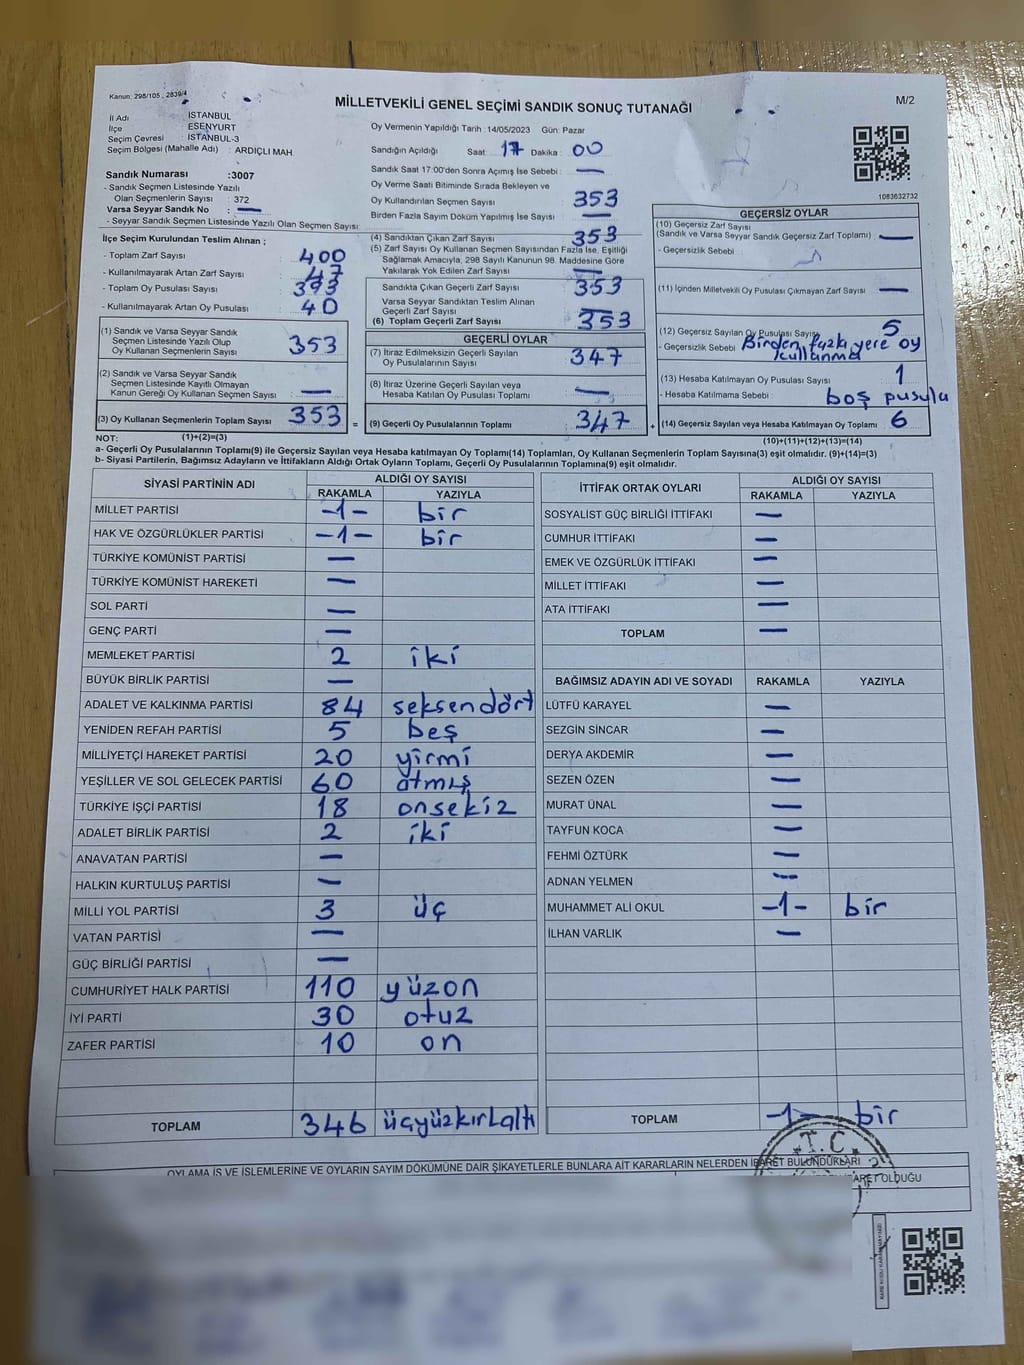 Kanun: 298/105, 2839/4
MİLLETVEKİLİ GENEL SEÇİMİ SANDIK SONUÇ TUTANAĞI
M/2
İl Adı : İSTANBUL
İlçe : ESENYURT
Seçim Çevresi : İSTANBUL-3
Seçim Bölgesi (Mahalle Adı) : ARDIÇLI MAH.
Oy Vermenin Yapıldığı Tarih :14/05/2023 Gün: Pazar
Sandığın Açıldığı Saat 17 Dakika : 00
Sandık Saat 17:00'den Sonra Açımış İse Sebebi : —
Oy Verme Saati Bitiminde Sırada Bekleyen ve
Oy Kullandırılan Seçmen Sayısı 353
Birden Fazla Sayım Döküm Yapılmış İse Sayısı —
Sandık Numarası :3007
- Sandık Seçmen Listesinde Yazılı
Olan Seçmenlerin Sayısı : 372
Varsa Seyyar Sandık No : —
- Seyyar Sandık Seçmen Listesinde Yazılı Olan Seçmen Sayısı:
1083632732
İlçe Seçim Kurulundan Teslim Alınan ;
- Toplam Zarf Sayısı : 400
- Kullanılmayarak Artan Zarf Sayısı : 47
- Toplam Oy Pusulası Sayısı : 393
- Kullanılmayarak Artan Oy Pusulası : 40
(1) Sandık ve Varsa Seyyar Sandık
Seçmen Listesinde Yazılı Olup
Oy Kullanan Seçmenlerin Sayısı : 353
(2) Sandık ve Varsa Seyyar Sandık
Seçmen Listesinde Kayıtlı Olmayan
Kanun Gereği Oy Kullanan Seçmen Sayısı : —
(3) Oy Kullanan Seçmenlerin Toplam Sayısı : 353 =
(4) Sandıktan Çıkan Zarf Sayısı 353
(5) Zarf Sayısı Oy Kullanan Seçmen Sayısından Fazla İse, Eşitliği
Sağlamak Amacıyla, 298 Sayılı Kanunun 98. Maddesine Göre
Yakılarak Yok Edilen Zarf Sayısı —
Sandıkta Çıkan Geçerli Zarf Sayısı : 353
Varsa Seyyar Sandıktan Teslim Alınan
Geçerli Zarf Sayısı : —
(6) Toplam Geçerli Zarf Sayısı : 353
GEÇERLİ OYLAR
(7) İtiraz Edilmeksizin Geçerli Sayılan
Oy Pusulasının Sayısı : 347
(8) İtiraz Üzerine Geçerli Sayılan veya
Hesaba Katılan Oy Pusulası Toplamı : —
(9) Geçerli Oy Pusulalarının Toplamı : 347 +
GEÇERSİZ OYLAR
(10) Geçersiz Zarf Sayısı
(Sandık ve Varsa Seyyar Sandık Geçersiz Zarf Toplamı) : —
- Geçersizlik Sebebi :
(11) İçinden Milletvekili Oy Pusulası Çıkmayan Zarf Sayısı : —
(12) Geçersiz Sayılan Oy Pusulası Sayısı : 5
- Geçersizlik Sebebi : Birden fazla yere oy
kullanma
(13) Hesaba Katılmayan Oy Pusulası Sayısı : 1
- Hesaba Katılmama Sebebi : boş pusula
(14) Geçersiz Sayılan veya Hesaba Katılmayan Oy Toplamı : 6
NOT: (1)+(2)=(3)
(10)+(11)+(12)+(13)=(14)
a- Geçerli Oy Pusulalarının Toplamı(9) ile Geçersiz Sayılan veya Hesaba katılmayan Oy Toplamı(14) Toplamları, Oy Kullanan Seçmenlerin Toplam Sayısına(3) eşit olmalıdır. (9)+(14)=(3)
b- Siyasi Partilerin, Bağımsız Adayların ve İttifakların Aldığı Ortak Oyların Toplamı, Geçerli Oy Pusulalarının Toplamına(9) eşit olmalıdır.
SİYASİ PARTİNİN ADI ALDIĞI OY SAYISI
RAKAMLA YAZIYLA
MİLLET PARTİSİ -1- bir
HAK VE ÖZGÜRLÜKLER PARTİSİ -1- bir
TÜRKİYE KOMÜNİST PARTİSİ —
TÜRKİYE KOMÜNİST HAREKETİ —
SOL PARTİ —
GENÇ PARTİ —
MEMLEKET PARTİSİ 2 iki
BÜYÜK BİRLİK PARTİSİ —
ADALET VE KALKINMA PARTİSİ 84 seksendört
YENİDEN REFAH PARTİSİ 5 beş
MİLLİYETÇİ HAREKET PARTİSİ 20 yirmi
YEŞİLLER VE SOL GELECEK PARTİSİ 60 atmış
TÜRKİYE İŞÇİ PARTİSİ 18 onsekiz
ADALET BİRLİK PARTİSİ 2 iki
ANAVATAN PARTİSİ —
HALKIN KURTULUŞ PARTİSİ —
MİLLİ YOL PARTİSİ 3 üç
VATAN PARTİSİ —
GÜÇ BİRLİĞİ PARTİSİ —
CUMHURİYET HALK PARTİSİ 110 yüzon
İYİ PARTİ 30 otuz
ZAFER PARTİSİ 10 on
TOPLAM 346 üçyüzkırkaltı
İTTİFAK ORTAK OYLARI ALDIĞI OY SAYISI
RAKAMLA YAZIYLA
SOSYALİST GÜÇ BİRLİĞİ İTTİFAKI —
CUMHUR İTTİFAKI —
EMEK VE ÖZGÜRLÜK İTTİFAKI —
MİLLET İTTİFAKI —
ATA İTTİFAKI —
TOPLAM —
BAĞIMSIZ ADAYIN ADI VE SOYADI RAKAMLA YAZIYLA
LÜTFÜ KARAYEL —
SEZGİN SİNCAR —
DERYA AKDEMİR —
SEZEN ÖZEN —
MURAT ÜNAL —
TAYFUN KOCA —
FEHMİ ÖZTÜRK —
ADNAN YELMEN —
MUHAMMET ALİ OKUL -1- bir
İLHAN VARLIK —
TOPLAM -1- bir
T.C.
OYLAMA İŞ VE İŞLEMLERİNE VE OYLARIN SAYIM DÖKÜMÜNE DAİR ŞİKAYETLERLE BUNLARA AİT KARARLARIN NELERDEN İBARET BULUNDUKLARI
OLDUĞU